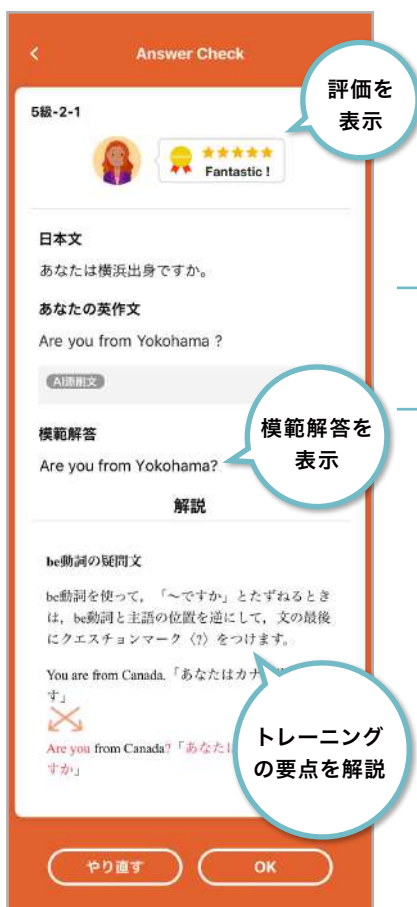 Answer Check
評価を
表示
5級-2-1
★★★★★
Fantastic !
日本文
あなたは横浜出身ですか。
あなたの英作文
Are you from Yokohama ?
AI添削文
模範解答
Are you from Yokohama?
模範解答を
表示
解説
be動詞の疑問文
be動詞を使って，「〜ですか」とたずねるとき
は，be動詞と主語の位置を逆にして，文の最後
にクエスチョンマーク〈?〉をつけます。
You are from Canada.「あなたはカナ
す」
Are you from Canada?「あなたは
すか」
トレーニング
の要点を解説
やり直す
OK